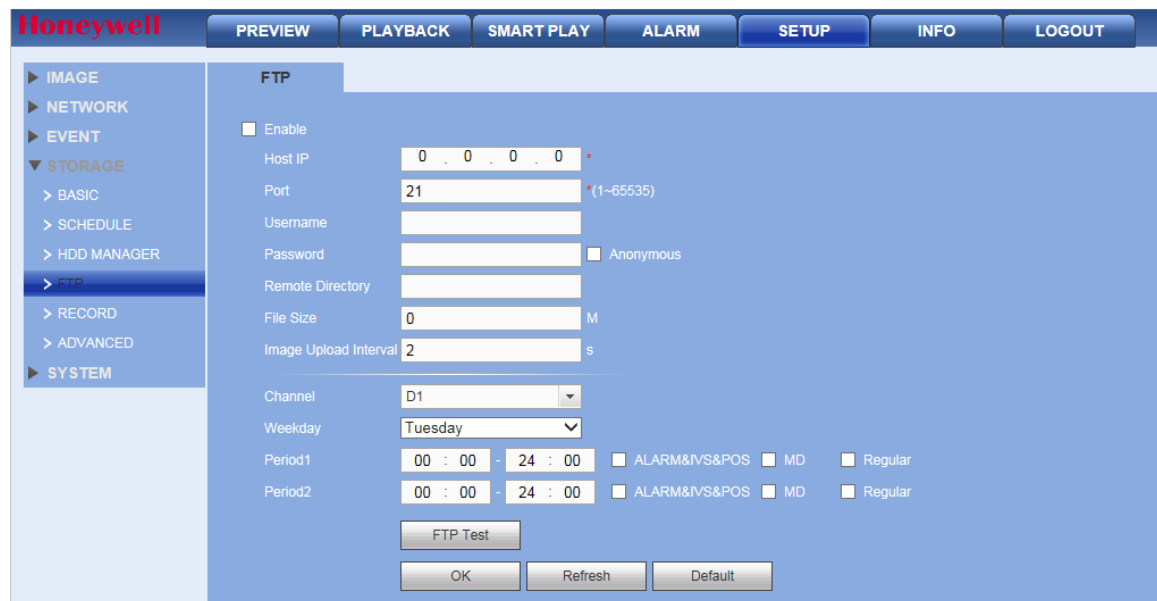 Honeywell
PREVIEW PLAYBACK SMART PLAY ALARM SETUP INFO LOGOUT
IMAGE
NETWORK
EVENT
STORAGE
> BASIC
> SCHEDULE
> HDD MANAGER
> FTP
> RECORD
> ADVANCED
SYSTEM
FTP
Enable
Host IP 0 . 0 . 0 . 0 *
Port 21 *(1~65535)
Username
Password Anonymous
Remote Directory
File Size 0 M
Image Upload Interval 2 s
Channel D1
Weekday Tuesday
Period1 00 : 00 - 24 : 00 ALARM&IVS&POS MD Regular
Period2 00 : 00 - 24 : 00 ALARM&IVS&POS MD Regular
FTP Test
OK Refresh Default